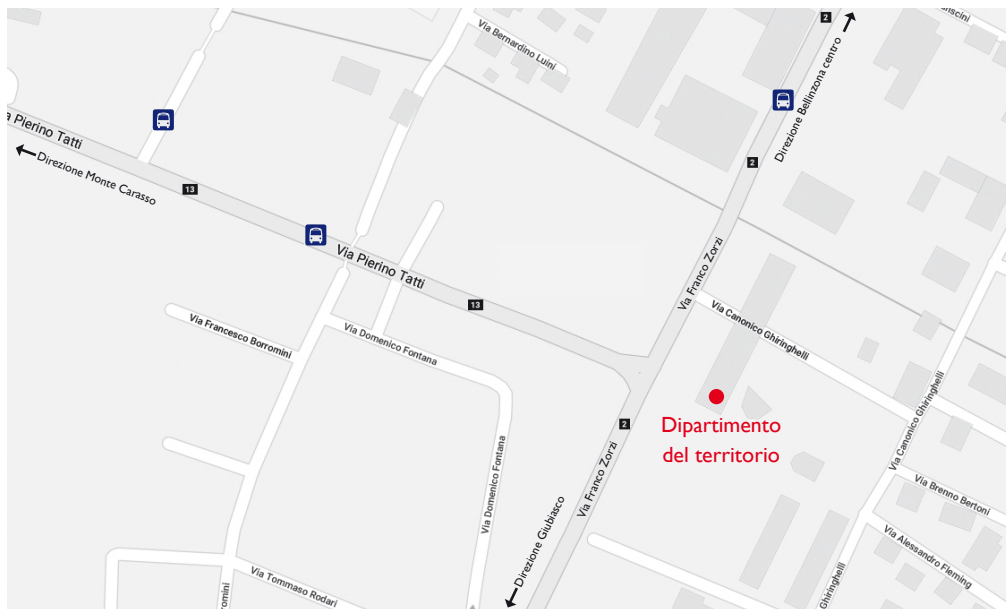 2
Via Bernardino Luini
Direzione Bellinzona centro
Via Pierino Tatti
Direzione Monte Carasso
13
2
Via Pierino Tatti
13
Via Franco Zorzi
Via Canonico Ghiringhelli
Via Francesco Borromini
Via Domenico Fontana
Dipartimento
del territorio
2
Via Canonico Ghiringhelli
Via Franco Zorzi
Via Domenico Fontana
Via Brenno Bertoni
Direzione Giubiasco
Via Alessandro Fleming
Via Tommaso Rodari
Ghiringhelli